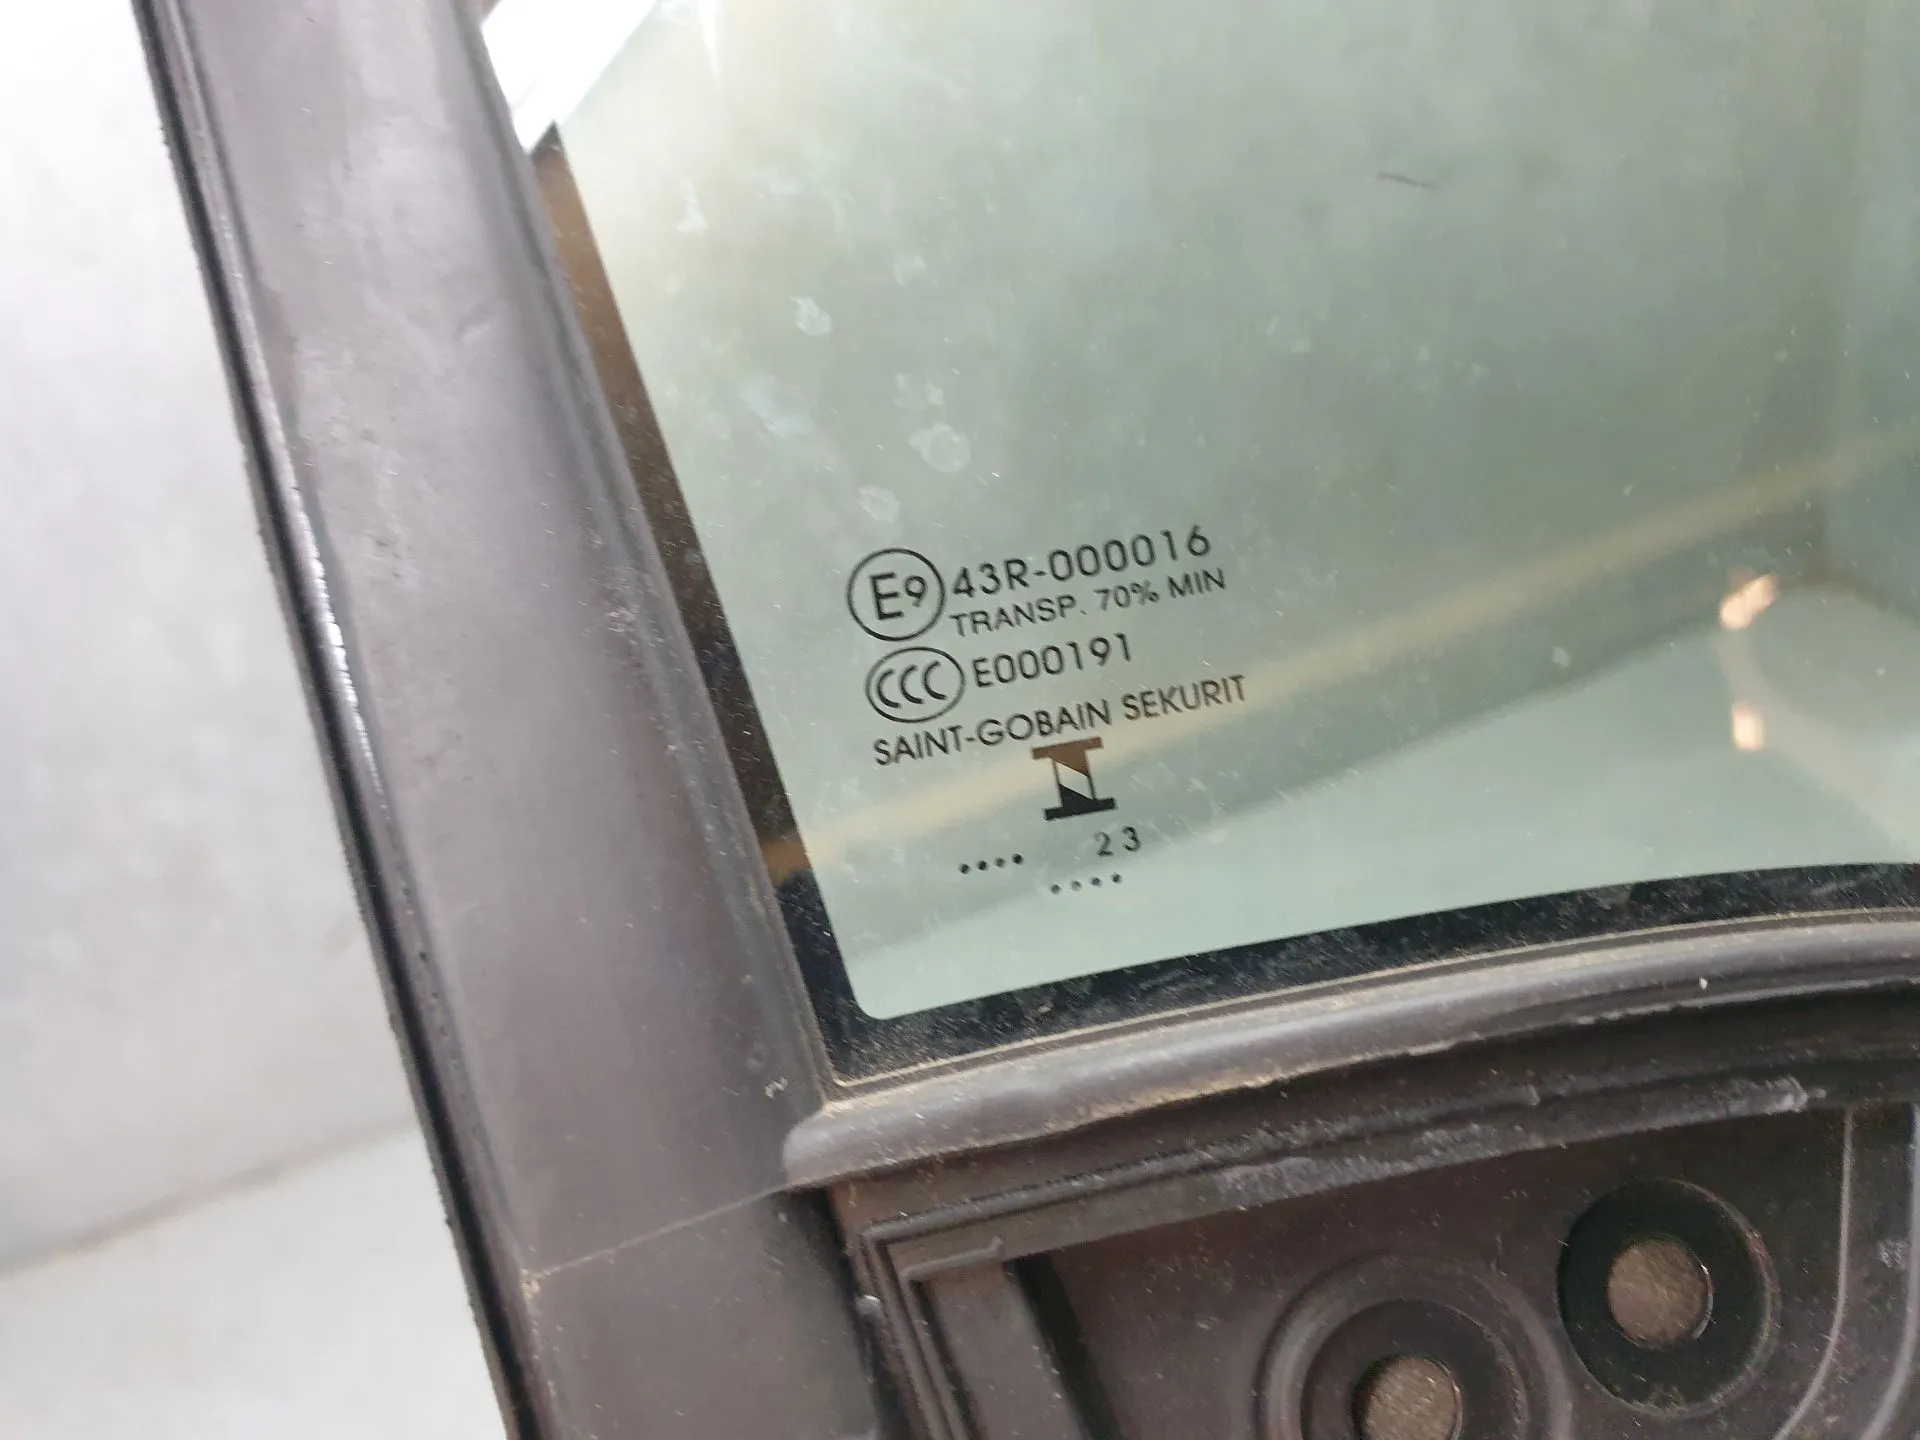 E9 43R-000016
TRANSP. 70% MIN
CCC E000191
SAINT-GOBAIN SEKURIT
.... 23
....